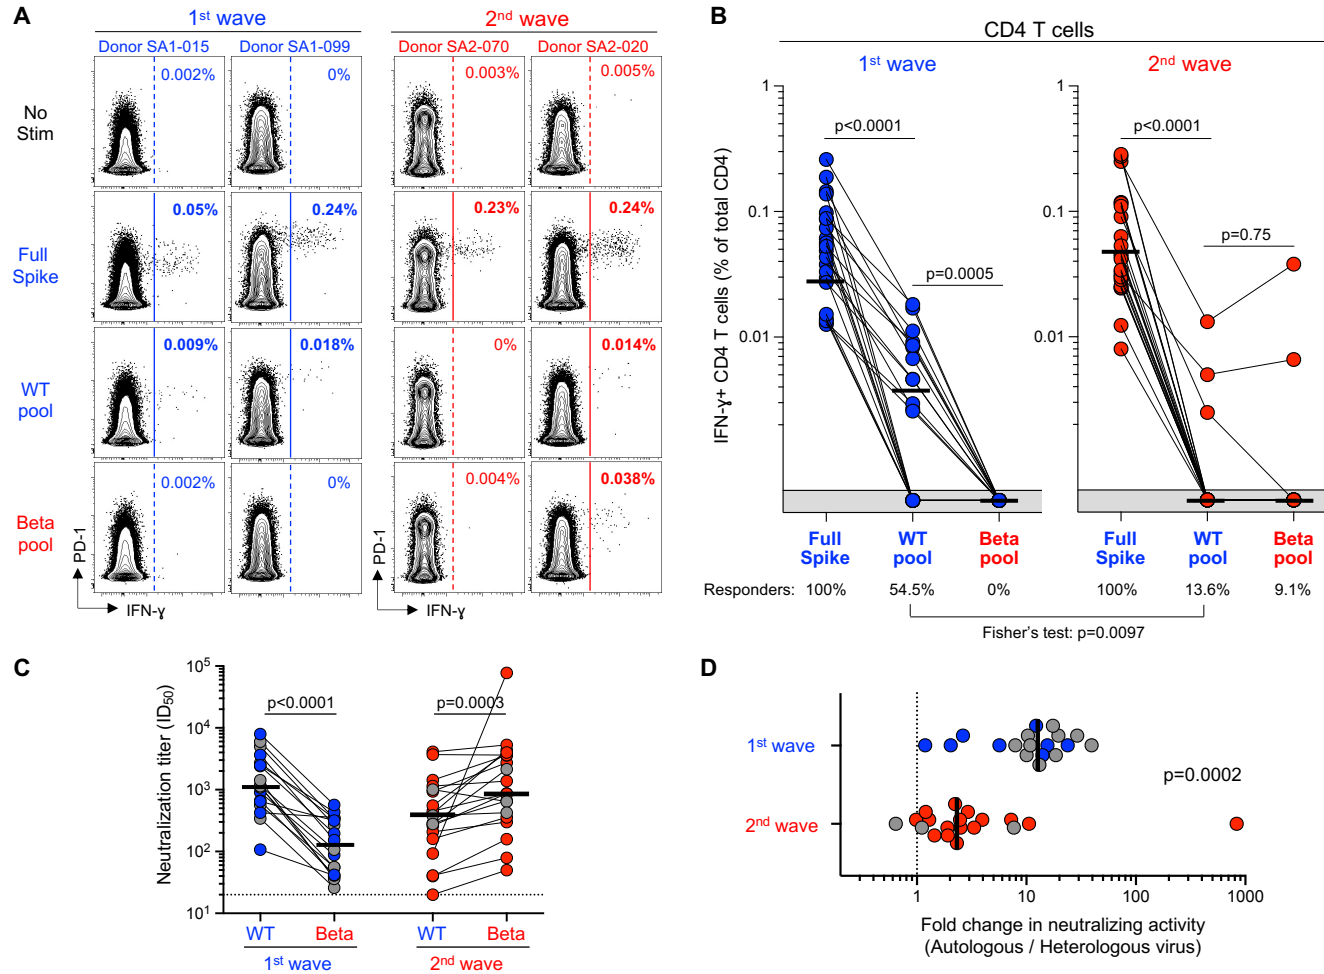 A
1st wave
2nd wave
Donor SA1-015
Donor SA1-099
Donor SA2-070
Donor SA2-020
No
Stim
0.002%
0%
0.003%
0.005%
Full
Spike
0.05%
0.24%
0.23%
0.24%
WT
pool
0.009%
0.018%
0%
0.014%
Beta
pool
0.002%
0%
0.004%
0.038%
PD-1
IFN-ɣ
PD-1
IFN-ɣ
B
CD4 T cells
1st wave
2nd wave
IFN-ɣ+ CD4 T cells (% of total CD4)
1
0.1
0.01
p<0.0001
p=0.0005
1
0.1
0.01
p<0.0001
p=0.75
Full
Spike
WT
pool
Beta
pool
Full
Spike
WT
pool
Beta
pool
Responders: 100% 54.5% 0% 100% 13.6% 9.1%
Fisher's test: p=0.0097
C
Neutralization titer (ID50)
10^5
10^4
10^3
10^2
10^1
p<0.0001
p=0.0003
WT
Beta
WT
Beta
1st wave
2nd wave
D
1st wave
2nd wave
p=0.0002
1
10
100
1000
Fold change in neutralizing activity
(Autologous / Heterologous virus)